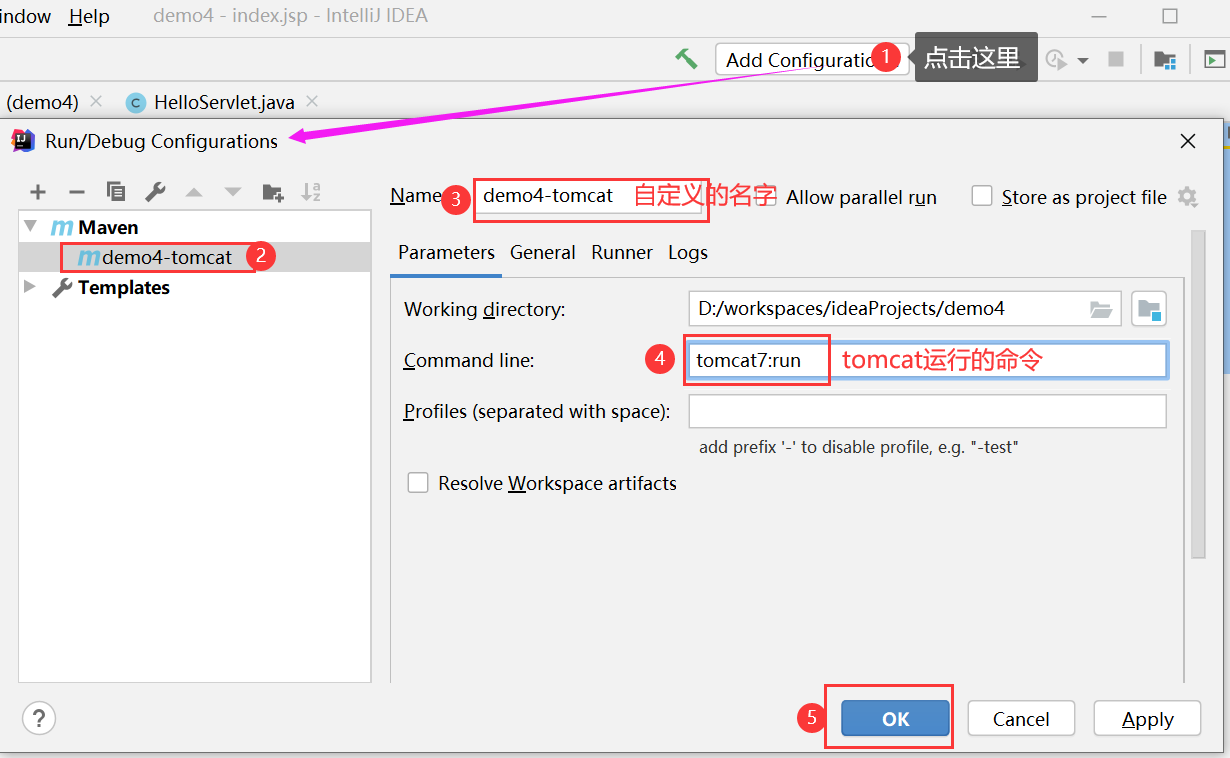 indow Help demo4 - index.jsp - IntelliJ IDEA
Add Configuratio 1 点击这里
(demo4) C HelloServlet.java
Run/Debug Configurations
Name 3 demo4-tomcat 自定义的名字 Allow parallel run Store as project file
Maven
demo4-tomcat 2
Templates
Parameters General Runner Logs
Working directory: D:/workspaces/ideaProjects/demo4
Command line: 4 tomcat7:run tomcat运行的命令
Profiles (separated with space):
add prefix '-' to disable profile, e.g. "-test"
Resolve Workspace artifacts
? 5 OK Cancel Apply